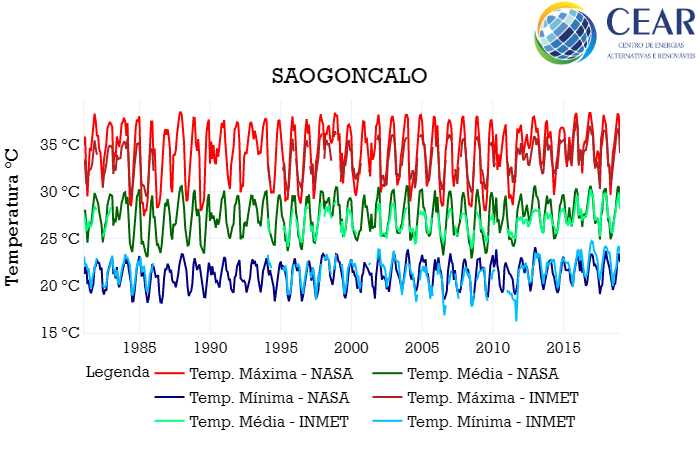 CEAR
CENTRO DE ENERGIAS
ALTERNATIVAS E RENOVÁVEIS
SAOGONCALO
Temperatura °C
35 °C
30 °C
25 °C
20 °C
15 °C
1985 1990 1995 2000 2005 2010 2015
Legenda
Temp. Máxima - NASA Temp. Média - NASA
Temp. Mínima - NASA Temp. Máxima - INMET
Temp. Média - INMET Temp. Mínima - INMET